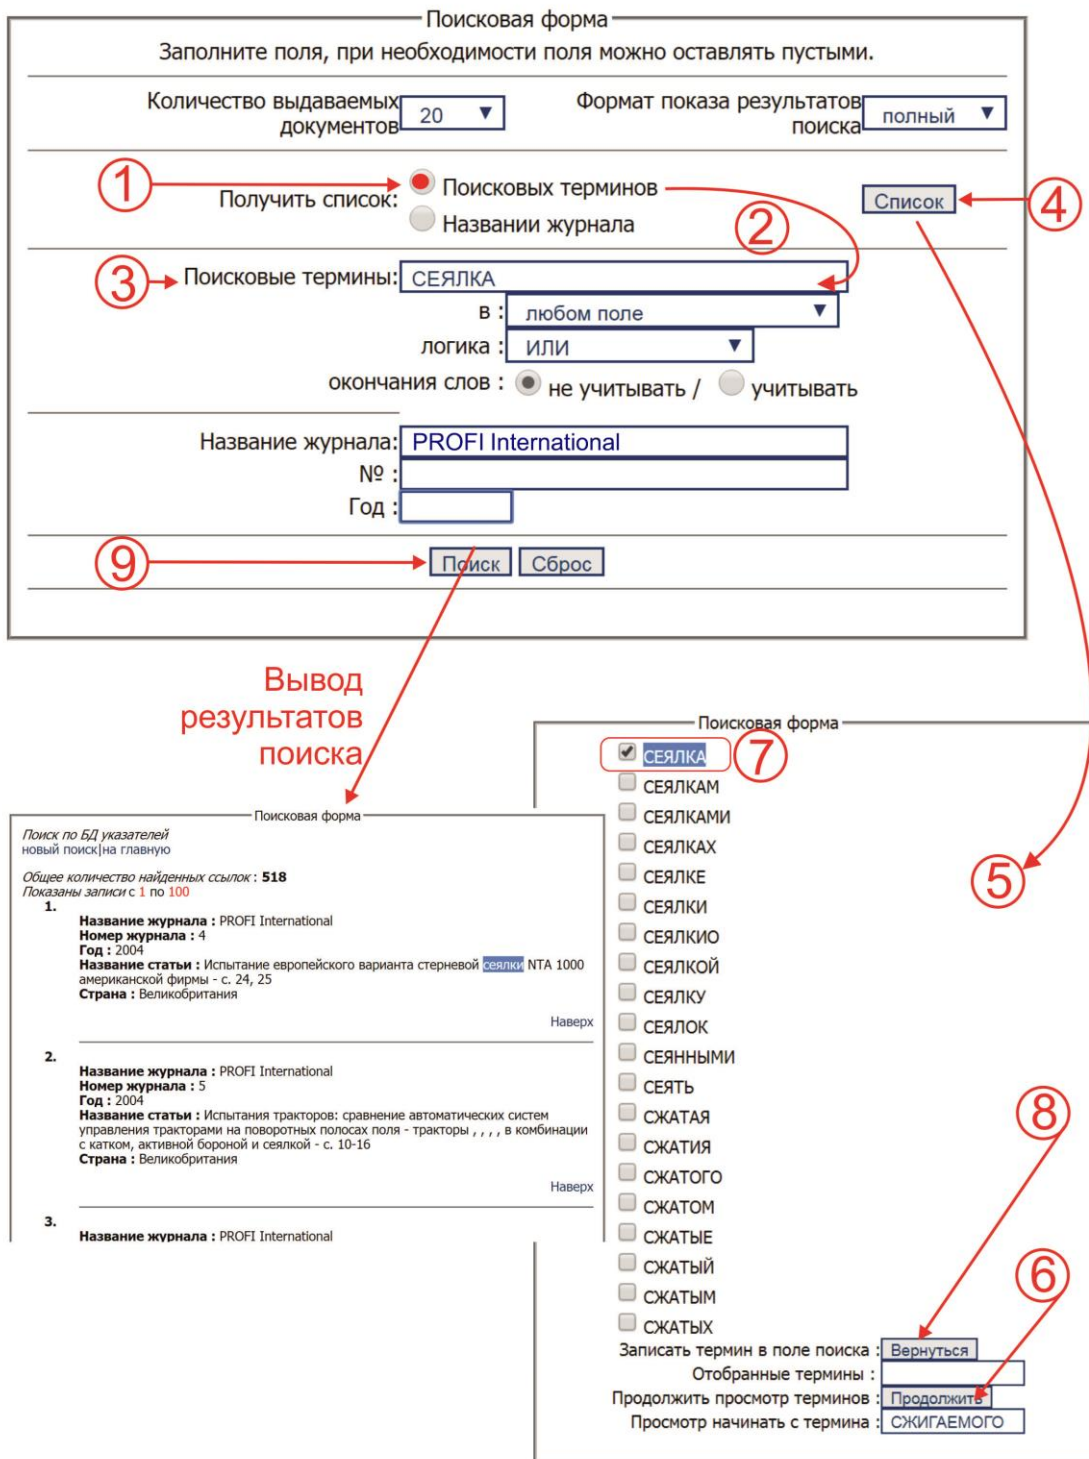 Поисковая форма
Заполните поля, при необходимости поля можно оставлять пустыми.
Количество выдаваемых документов 20 ▼ Формат показа результатов поиска полный ▼
1 Получить список: Поисковых терминов
Названии журнала
2
Список 4
3 Поисковые термины: СЕЯЛКА
в : любом поле ▼
логика : ИЛИ ▼
окончания слов : не учитывать / учитывать
Название журнала: PROFI International
№ :
Год :
9 Поиск Сброс
Вывод
результатов
поиска
Поисковая форма
Поиск по БД указателей
новый поиск|на главную
Общее количество найденных ссылок : 518
Показаны записи с 1 по 100
1.
Название журнала : PROFI International
Номер журнала : 4
Год : 2004
Название статьи : Испытание европейского варианта стерневой сеялки NTA 1000
американской фирмы - с. 24, 25
Страна : Великобритания
Наверх
2.
Название журнала : PROFI International
Номер журнала : 5
Год : 2004
Название статьи : Испытания тракторов: сравнение автоматических систем
управления тракторами на поворотных полосах поля - тракторы , , , , в комбинации
с катком, активной бороной и сеялкой - с. 10-16
Страна : Великобритания
Наверх
3.
Название журнала : PROFI International
Поисковая форма
СЕЯЛКА 7
СЕЯЛКАМ
СЕЯЛКАМИ
СЕЯЛКАХ
СЕЯЛКЕ
5
СЕЯЛКИ
СЕЯЛКИО
СЕЯЛКОЙ
СЕЯЛКУ
СЕЯЛОК
СЕЯННЫМИ
СЕЯТЬ
8
СЖАТАЯ
СЖАТИЯ
СЖАТОГО
СЖАТОМ
СЖАТЫЕ
СЖАТЫЙ
6
СЖАТЫМ
СЖАТЫХ
Записать термин в поле поиска : Вернуться
Отобранные термины :
Продолжить просмотр терминов : Продолжить
Просмотр начинать с термина : СЖИГАЕМОГО